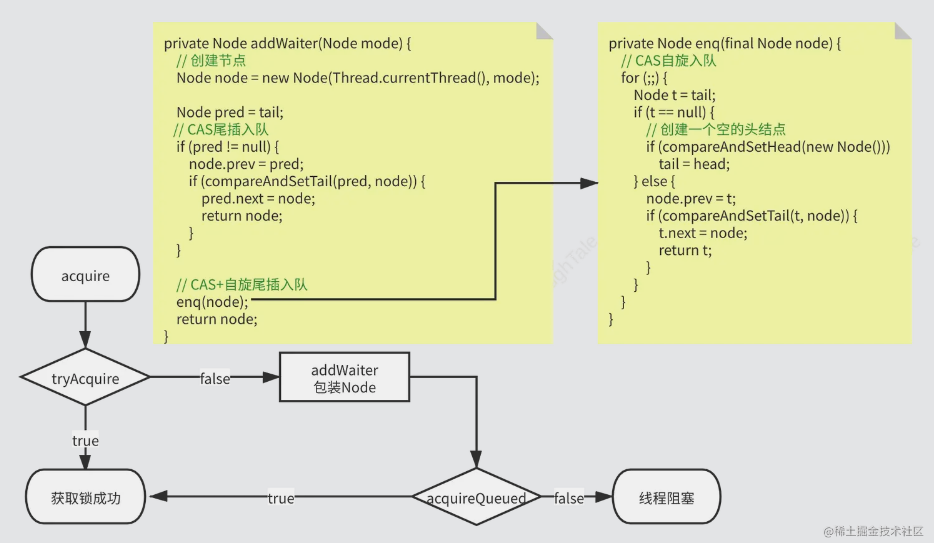 private Node addWaiter(Node mode) {
// 创建节点
Node node = new Node(Thread.currentThread(), mode);
Node pred = tail;
// CAS尾插入队
if (pred != null) {
node.prev = pred;
if (compareAndSetTail(pred, node)) {
pred.next = node;
return node;
}
}
// CAS+自旋尾插入队
enq(node);
return node;
}
private Node enq(final Node node) {
// CAS自旋入队
for (;;) {
Node t = tail;
if (t == null) {
// 创建一个空的头结点
if (compareAndSetHead(new Node()))
tail = head;
} else {
node.prev = t;
if (compareAndSetTail(t, node)) {
t.next = node;
return t;
}
}
}
}
acquire
tryAcquire
false
addWaiter
包装Node
true
获取锁成功
true
acquireQueued
false
线程阻塞
@稀土掘金技术社区